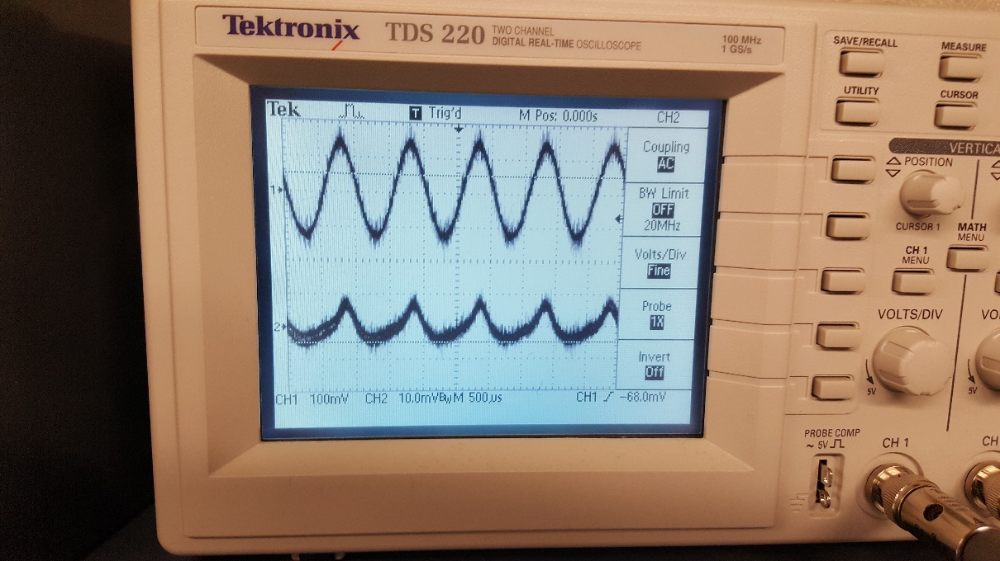 Tektronix TDS 220 TWO CHANNEL
DIGITAL REAL-TIME OSCILLOSCOPE
100 MHz
1 GS/s
SAVE/RECALL MEASURE
UTILITY CURSOR
Tek T Trig'd M Pos: 0.000s CH2
Coupling
AC
BW Limit
OFF
20MHz
Volts/Div
Fine
Probe
1X
Invert
Off
1
2
CH1 100mV CH2 10.0mVBW M 500µs CH1 -68.0mV
POSITION
CURSOR 1
MATH
MENU
CH 1
MENU
VOLTS/DIV
5V
5V
PROBE COMP
~ 5V
CH 1
CH